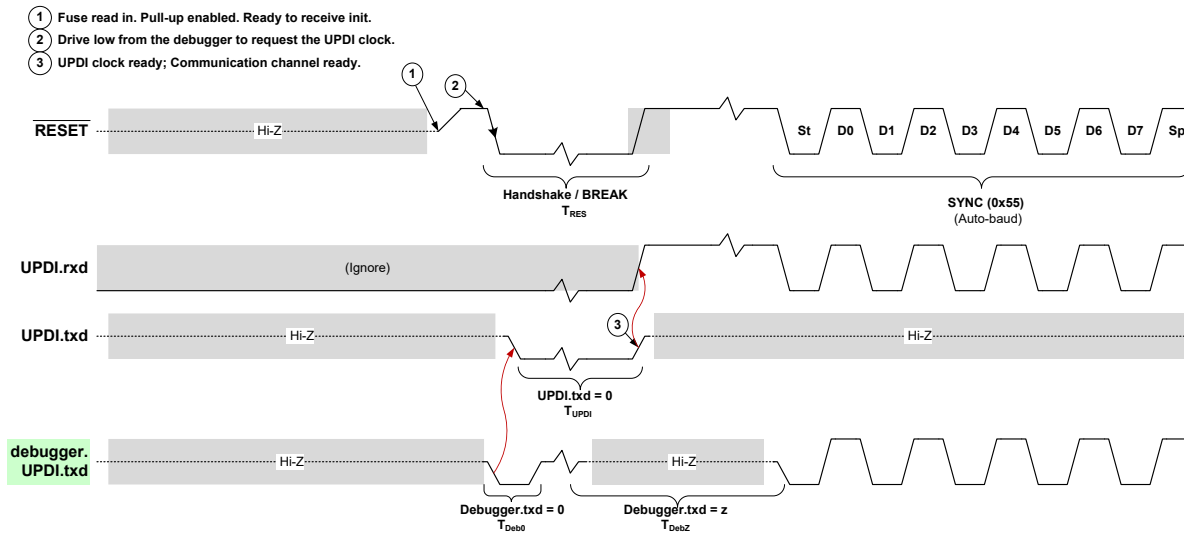 1 Fuse read in. Pull-up enabled. Ready to receive init.
2 Drive low from the debugger to request the UPDI clock.
3 UPDI clock ready; Communication channel ready.
1
2
RESET
Hi-Z
St D0 D1 D2 D3 D4 D5 D6 D7 Sp
Handshake / BREAK
TRES
SYNC (0x55)
(Auto-baud)
UPDI.rxd
(Ignore)
3
UPDI.txd
Hi-Z
Hi-Z
UPDI.txd = 0
TUPDI
debugger.
UPDI.txd
Hi-Z
Hi-Z
Debugger.txd = 0
TDeb0
Debugger.txd = z
TDebZ